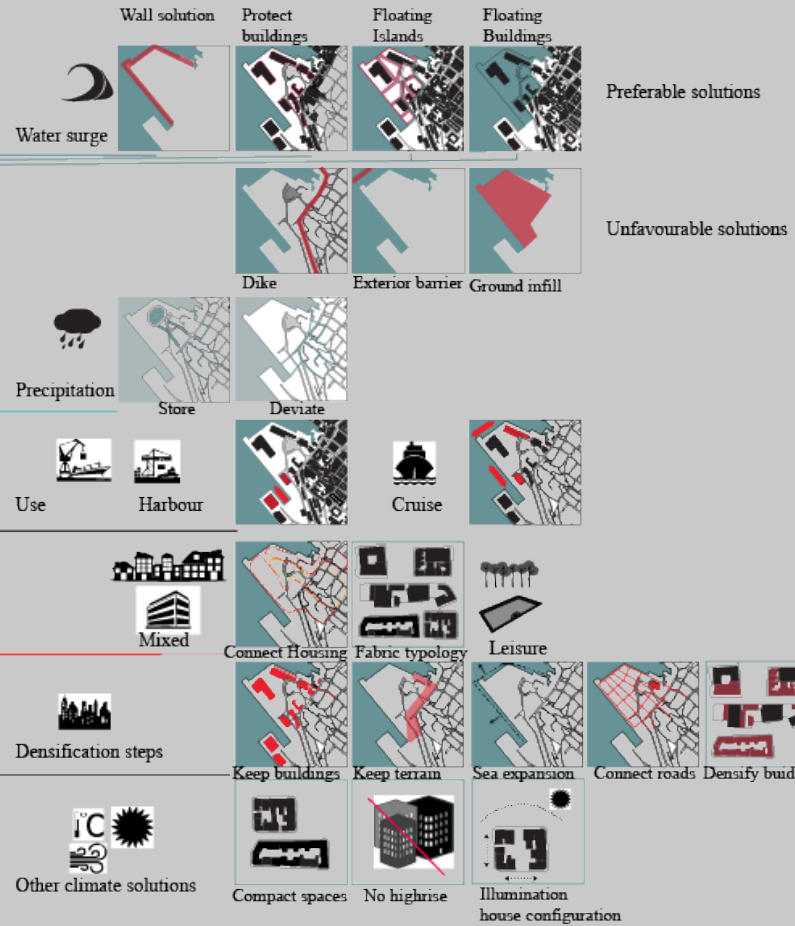 Wall solution
Protect
buildings
Floating
Islands
Floating
Buildings
Water surge
Preferable solutions
Unfavourable solutions
Dike
Exterior barrier
Ground infill
Precipitation
Store
Deviate
Use
Harbour
Cruise
Mixed
Connect Housing
Fabric typology
Leisure
Densification steps
Keep buildings
Keep terrain
Sea expansion
Connect roads
Densify buid
°C
Other climate solutions
Compact spaces
No highrise
Illumination
house configuration